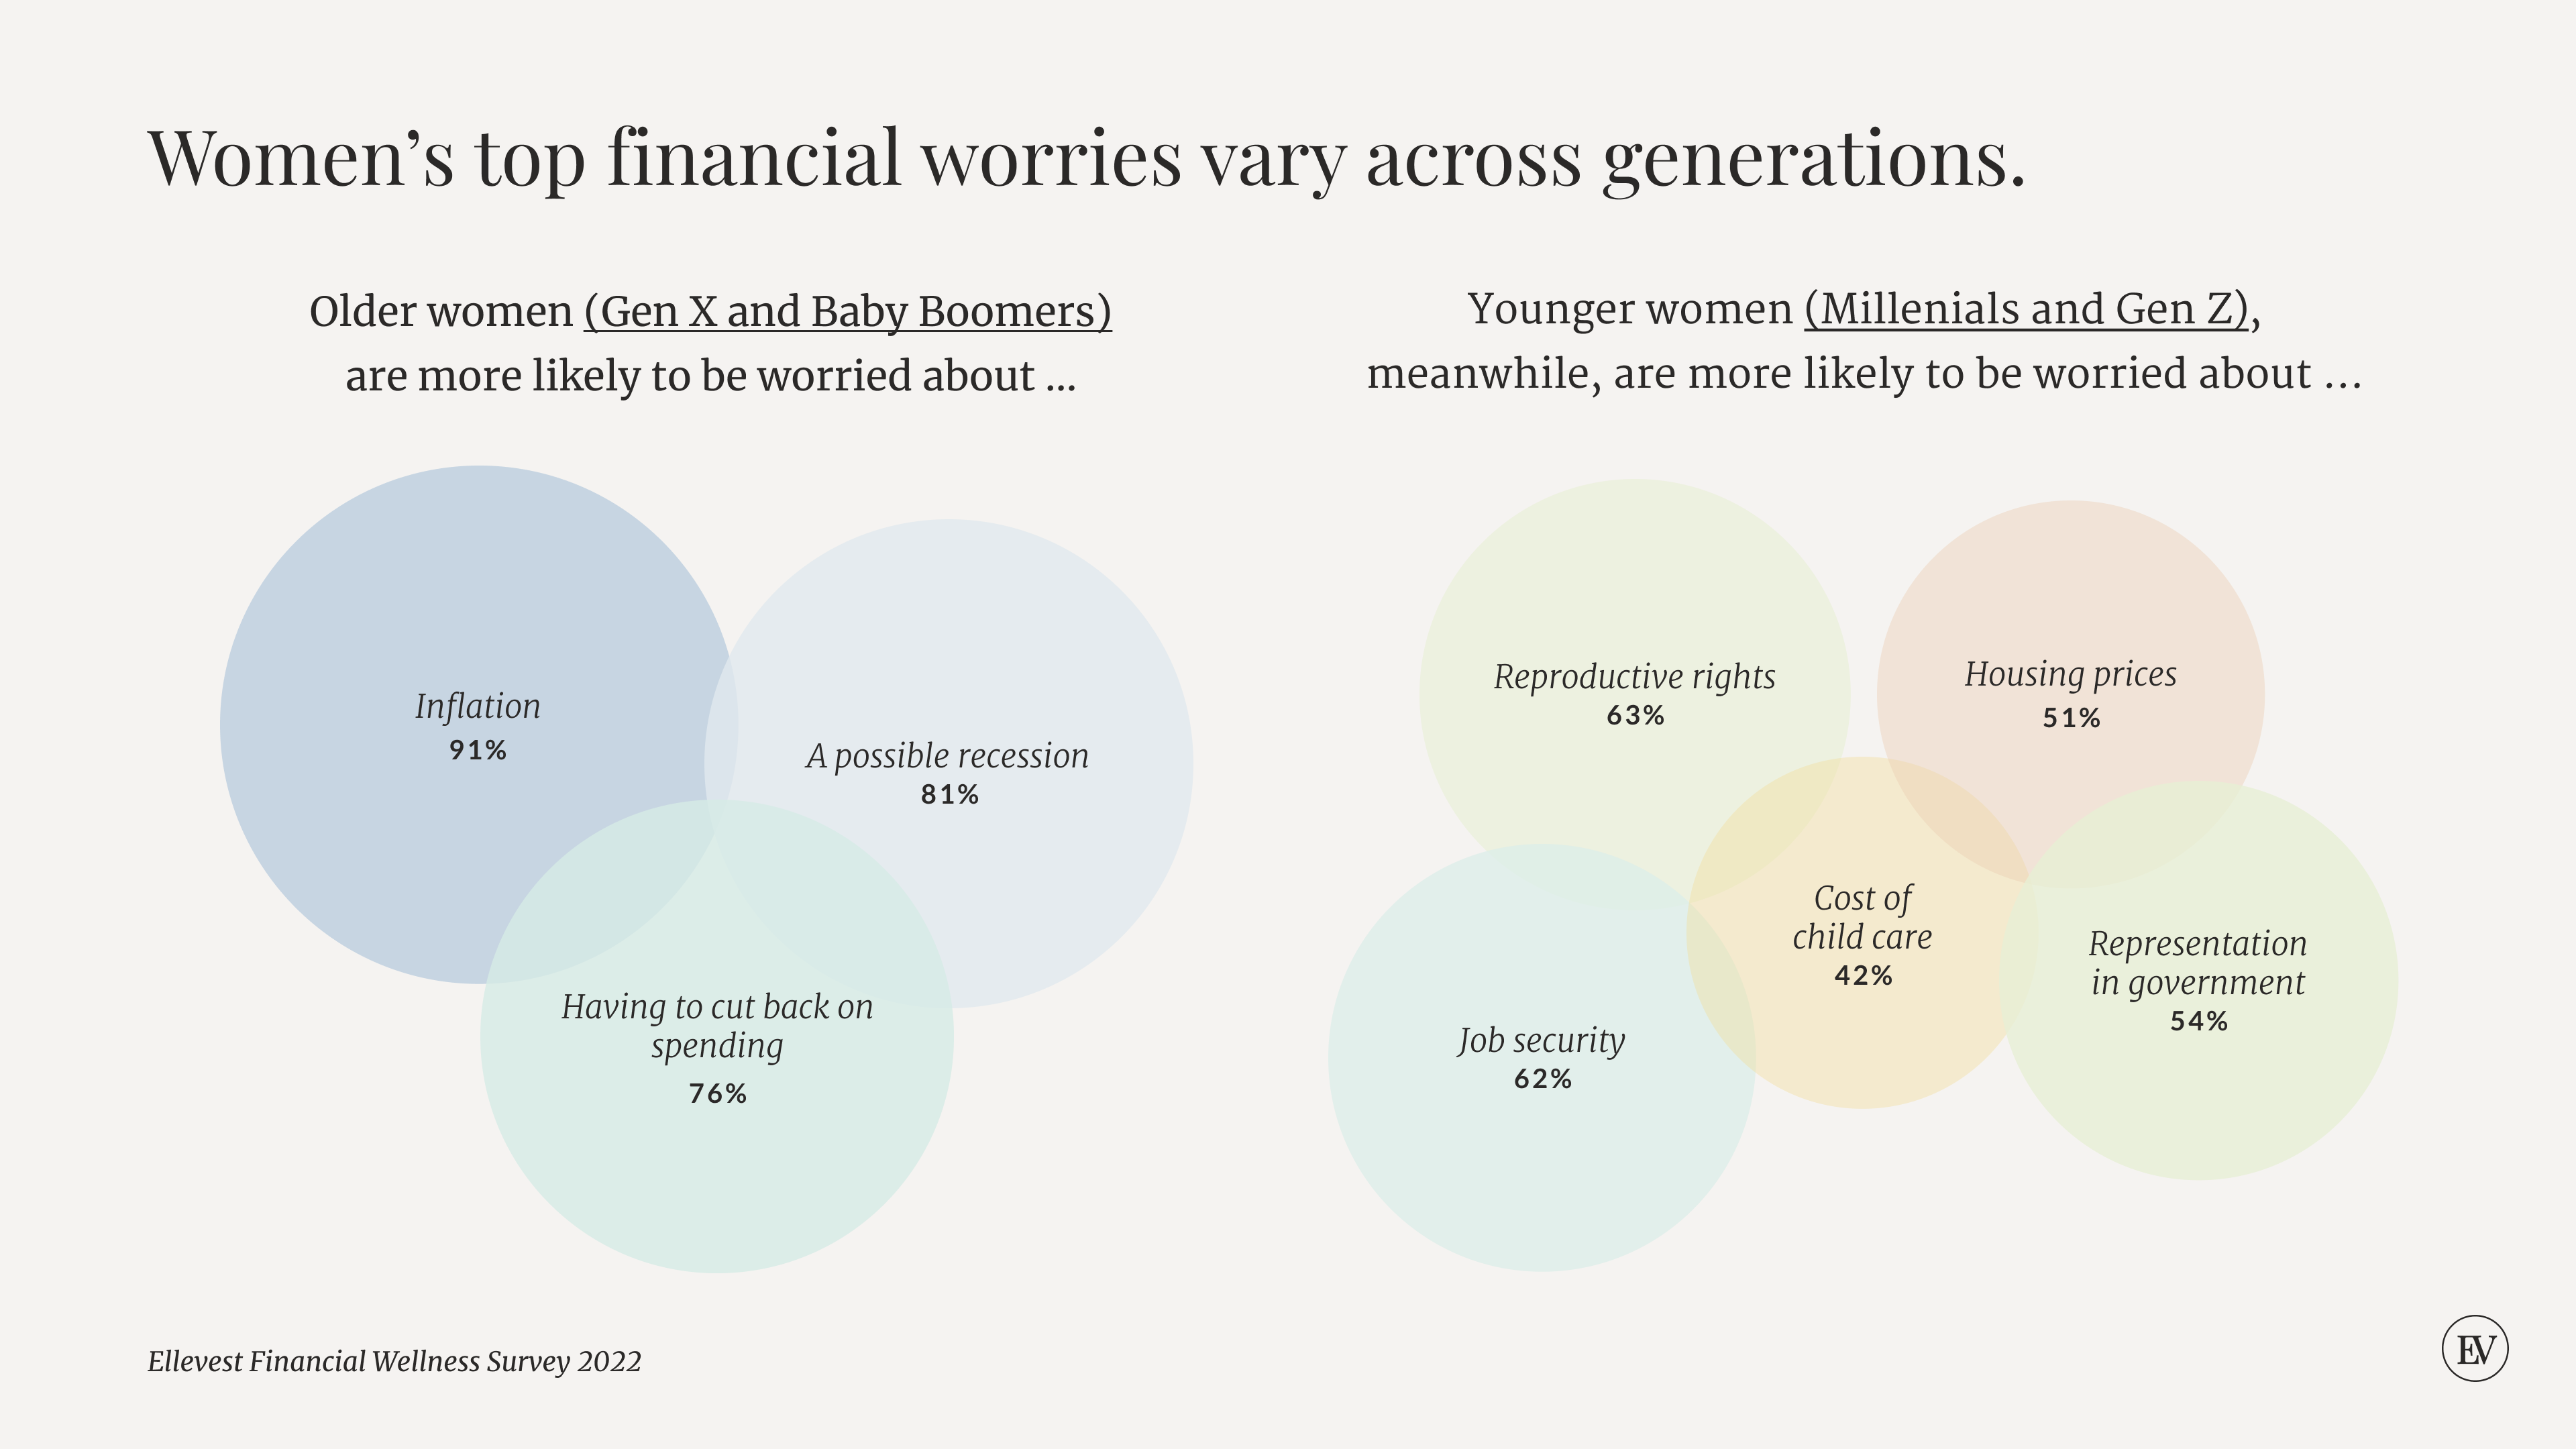 Women’s top financial worries vary across generations.
Older women (Gen X and Baby Boomers)
are more likely to be worried about ...
Inflation
91%
A possible recession
81%
Having to cut back on
spending
76%
Younger women (Millenials and Gen Z),
meanwhile, are more likely to be worried about ...
Reproductive rights
63%
Housing prices
51%
Cost of
child care
42%
Representation
in government
54%
Job security
62%
Ellevest Financial Wellness Survey 2022
EV